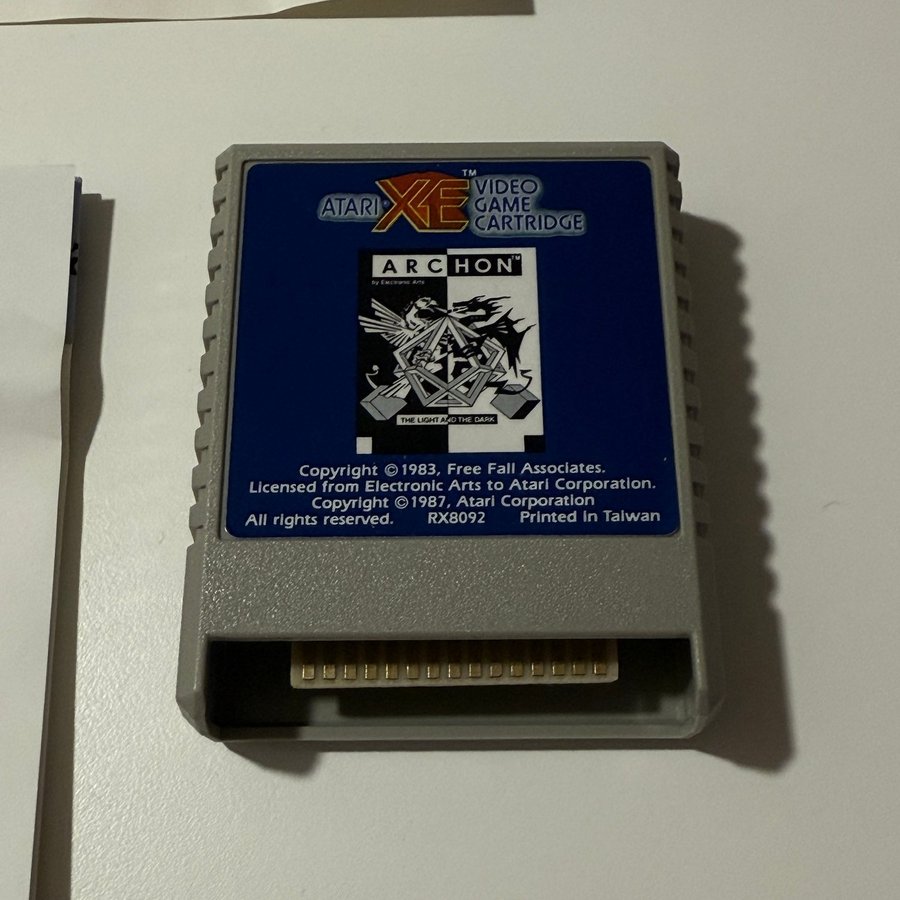 ATARI® XE™ VIDEO
GAME
CARTRIDGE
ARCHON™
by Electronic Arts
THE LIGHT AND THE DARK
Copyright ©1983, Free Fall Associates.
Licensed from Electronic Arts to Atari Corporation.
Copyright ©1987, Atari Corporation
All rights reserved. RX8092 Printed in Taiwan